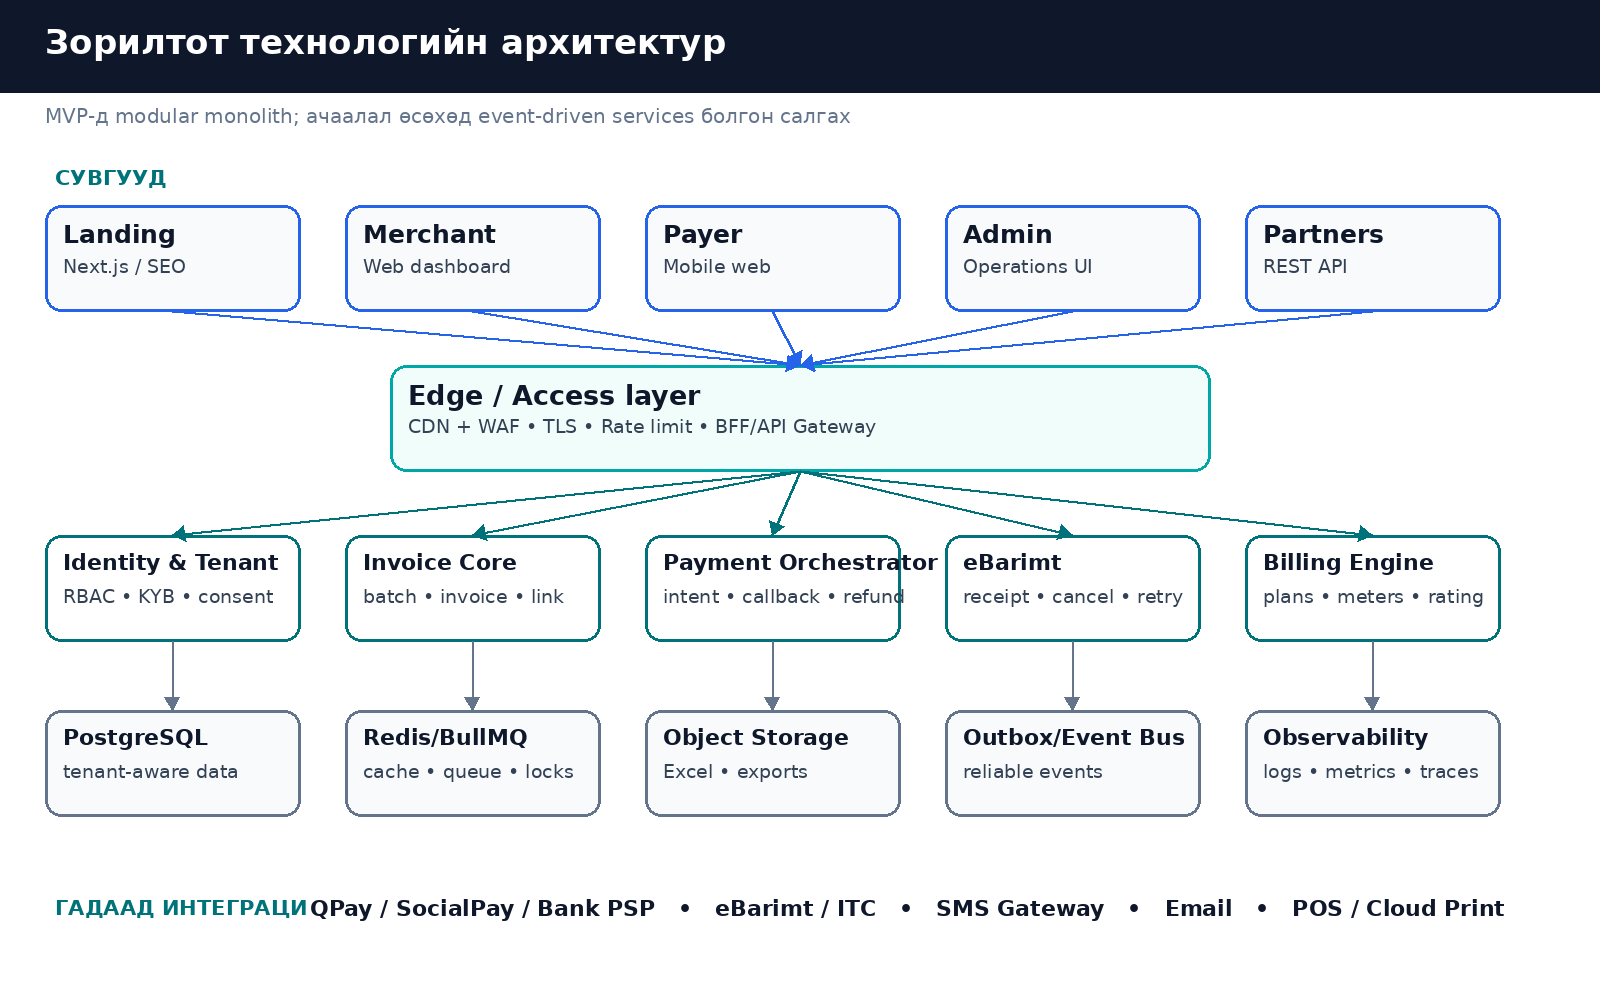 Зорилтот технологийн архитектур
MVP-д modular monolith; ачаалал өсөхөд event-driven services болгон салгах
СУВГУУД
Landing
Next.js / SEO
Merchant
Web dashboard
Payer
Mobile web
Admin
Operations UI
Partners
REST API
Edge / Access layer
CDN + WAF • TLS • Rate limit • BFF/API Gateway
Identity & Tenant
RBAC • KYB • consent
Invoice Core
batch • invoice • link
Payment Orchestrator
intent • callback • refund
eBarimt
receipt • cancel • retry
Billing Engine
plans • meters • rating
PostgreSQL
tenant-aware data
Redis/BullMQ
cache • queue • locks
Object Storage
Excel • exports
Outbox/Event Bus
reliable events
Observability
logs • metrics • traces
ГАДААД ИНТЕГРАЦИ QPay / SocialPay / Bank PSP • eBarimt / ITC • SMS Gateway • Email • POS / Cloud Print